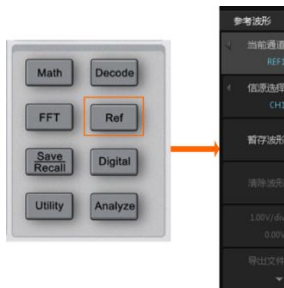 Math
Decode
FFT
Ref
Save
Recall
Digital
Utility
Analyze
参考波形
当前通道
REF
信源选择
CH1
暂存波形
清除波形
1.00V/div
0.00V
导出文件